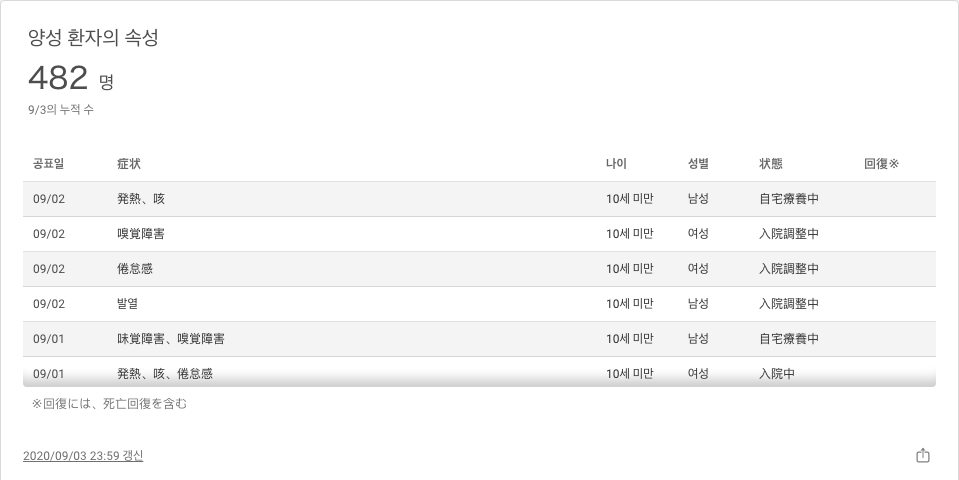 양성 환자의 속성
482 명
9/3의 누적 수
공표일 症状 나이 성별 状態 回復※
09/02 発熱、咳 10세 미만 남성 自宅療養中
09/02 嗅覚障害 10세 미만 여성 入院調整中
09/02 倦怠感 10세 미만 여성 入院調整中
09/02 발열 10세 미만 남성 入院調整中
09/01 味覚障害、嗅覚障害 10세 미만 남성 自宅療養中
09/01 発熱、咳、倦怠感 10세 미만 여성 入院中
※回復には、死亡回復を含む
2020/09/03 23:59 갱신